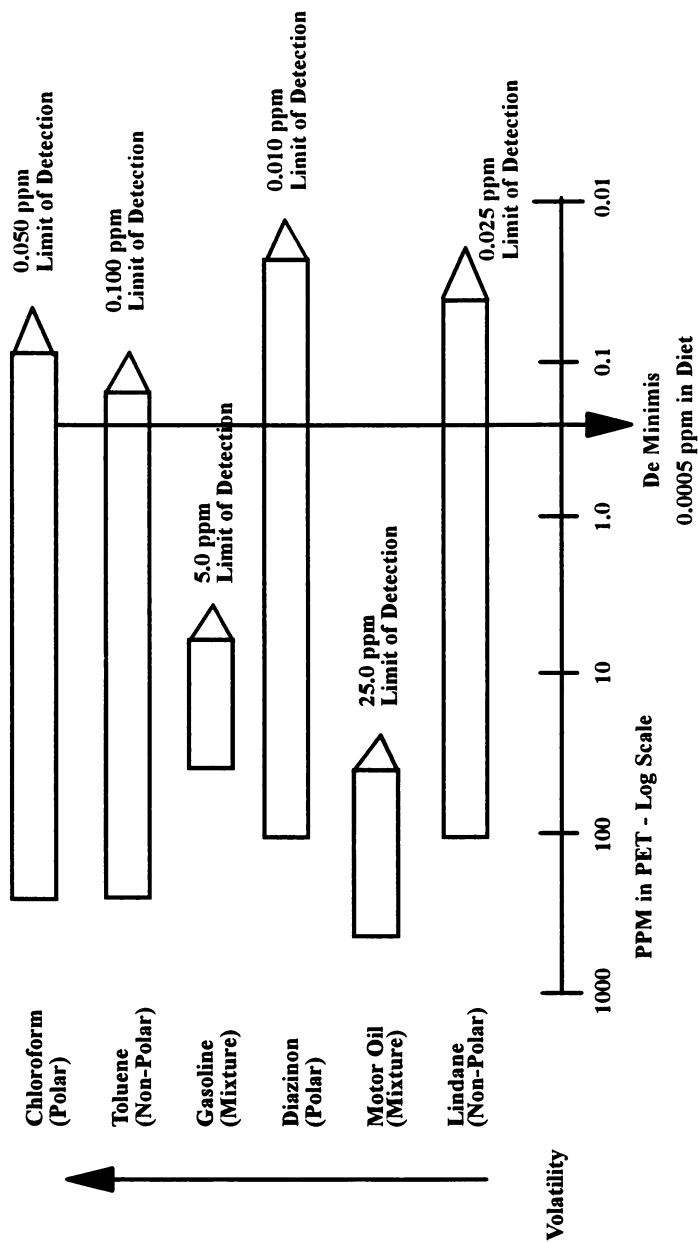 Chloroform
(Polar)
0.050 ppm
Limit of Detection
Toluene
(Non-Polar)
0.100 ppm
Limit of Detection
Gasoline
(Mixture)
5.0 ppm
Limit of Detection
Diazinon
(Polar)
0.010 ppm
Limit of Detection
Motor Oil
(Mixture)
25.0 ppm
Limit of Detection
Lindane
(Non-Polar)
0.025 ppm
Limit of Detection
Volatility
1000
100
10
1.0
0.1
0.01
PPM in PET - Log Scale
De Minimis
0.0005 ppm in Diet